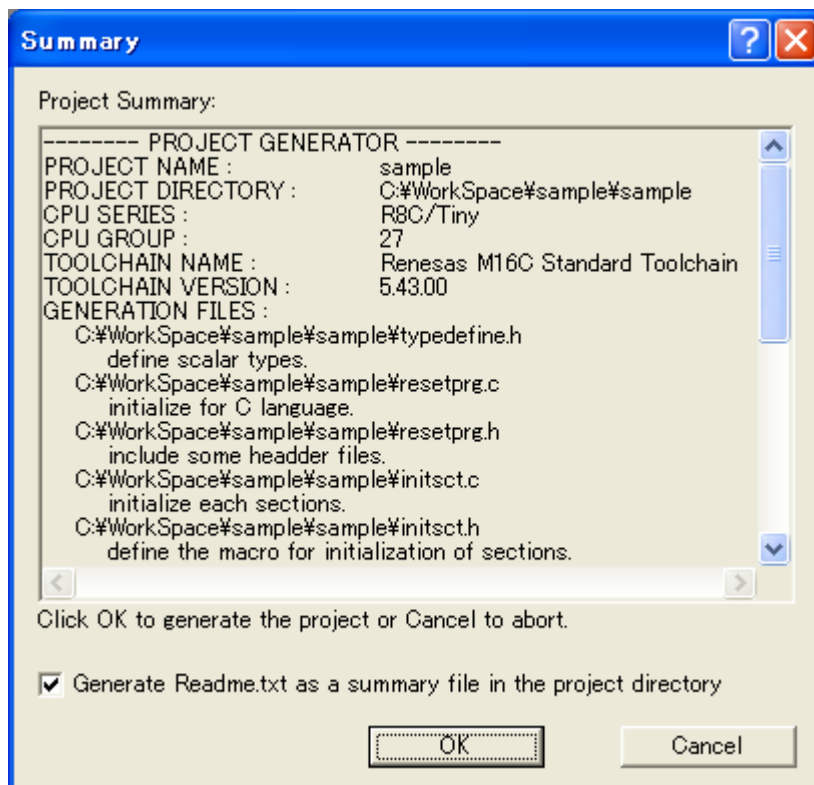 Summary
Project Summary:
-------- PROJECT GENERATOR --------
PROJECT NAME : sample
PROJECT DIRECTORY : C:¥WorkSpace¥sample¥sample
CPU SERIES : R8C/Tiny
CPU GROUP : 27
TOOLCHAIN NAME : Renesas M16C Standard Toolchain
TOOLCHAIN VERSION : 5.43.00
GENERATION FILES :
C:¥WorkSpace¥sample¥sample¥typedefine.h
define scalar types.
C:¥WorkSpace¥sample¥sample¥resetprg.c
initialize for C language.
C:¥WorkSpace¥sample¥sample¥resetprg.h
include some headder files.
C:¥WorkSpace¥sample¥sample¥initsct.c
initialize each sections.
C:¥WorkSpace¥sample¥sample¥initsct.h
define the macro for initialization of sections.
Click OK to generate the project or Cancel to abort.
Generate Readme.txt as a summary file in the project directory
OK Cancel